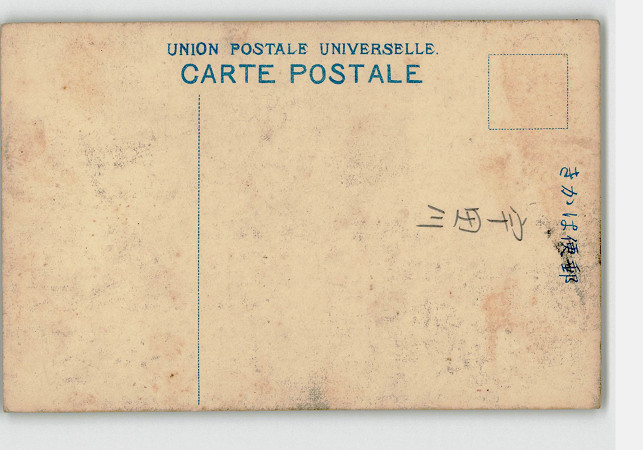 UNION POSTALE UNIVERSELLE.
CARTE POSTALE
きかは便郵
宇田川